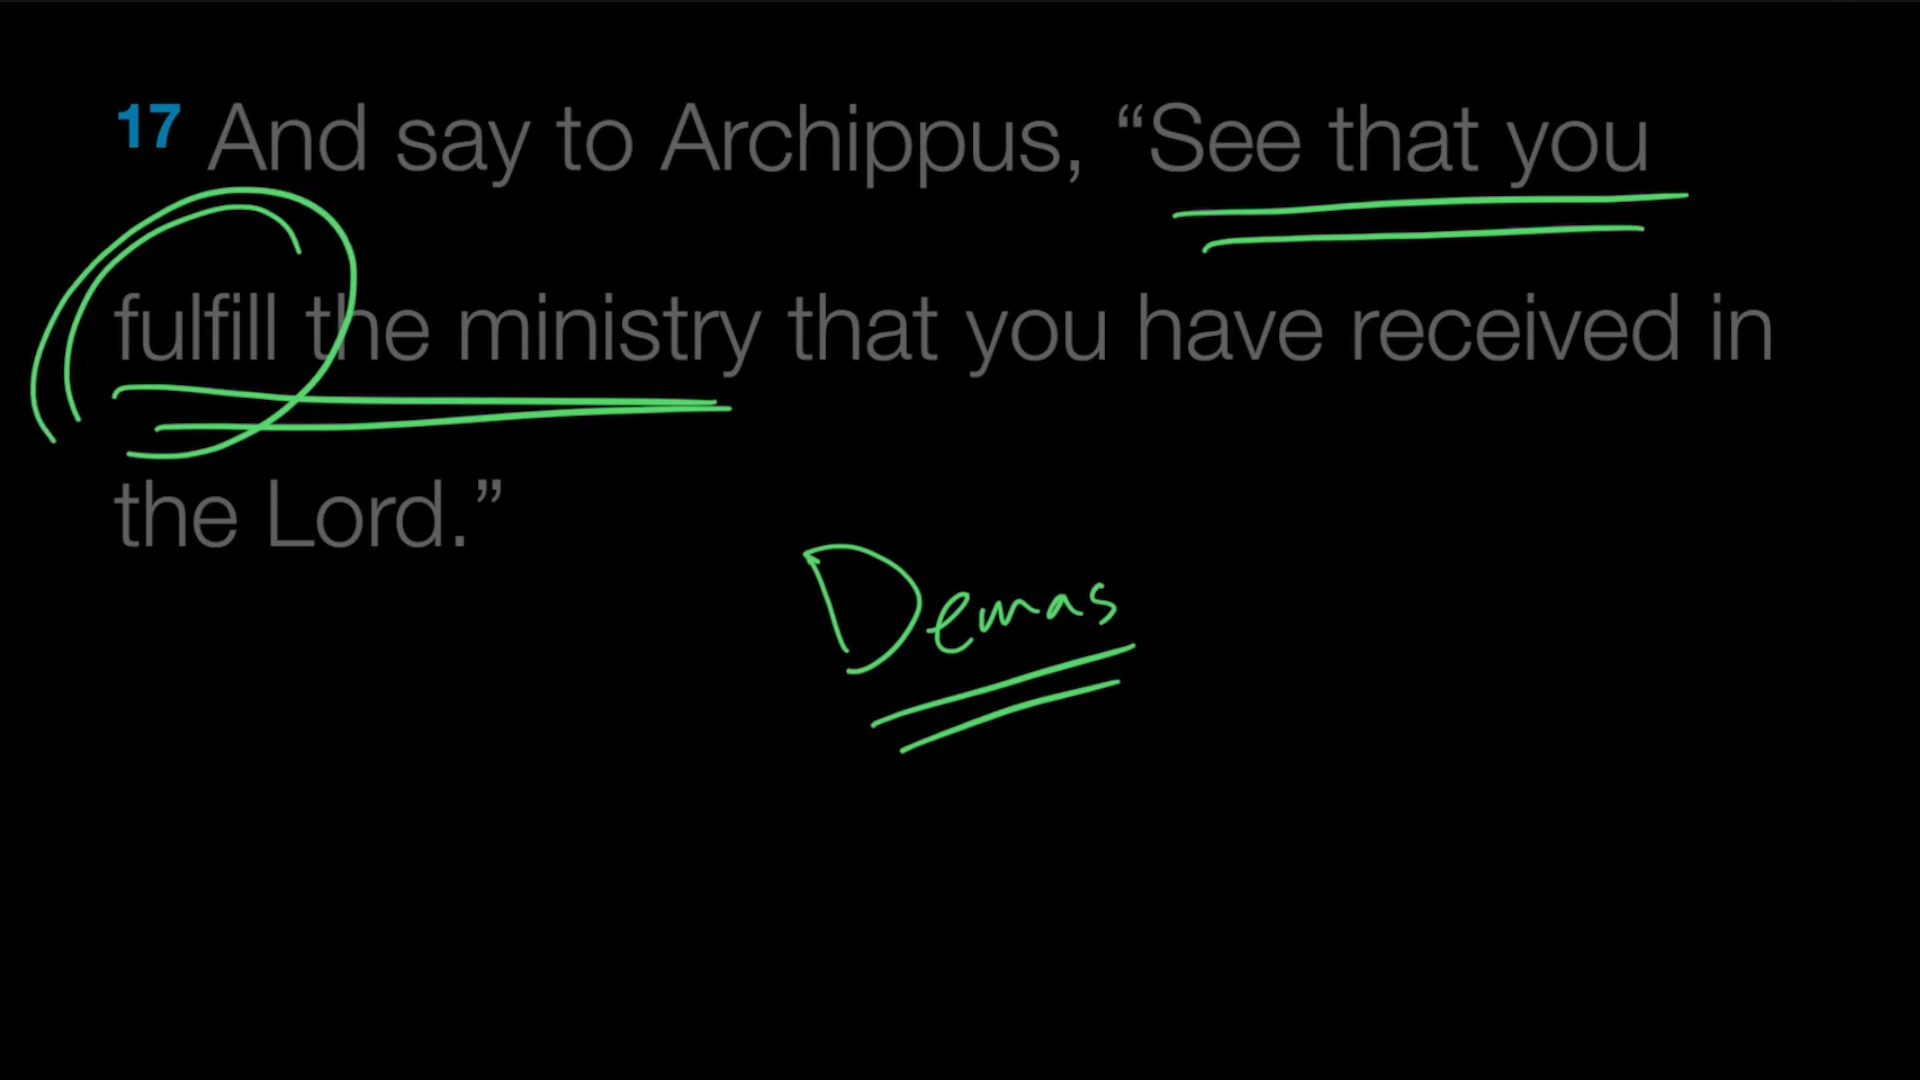 17 And say to Archippus, “See that you
fulfill the ministry that you have received in
the Lord.”
Demas